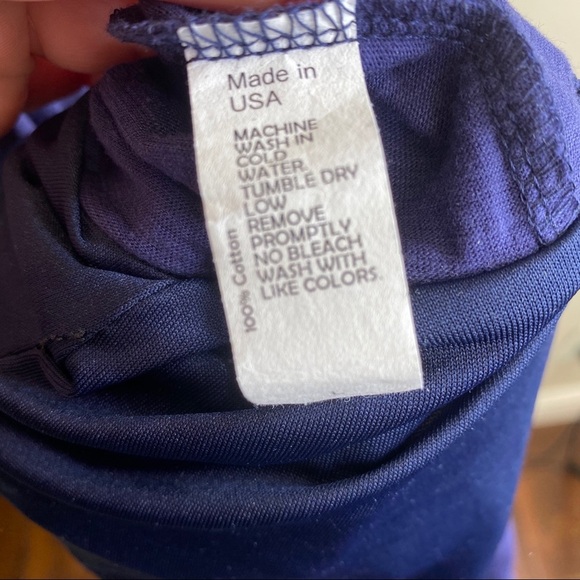 Made in
USA
MACHINE
WASH IN
COLD
WATER.
TUMBLE DRY
LOW
REMOVE
PROMPTLY
NO BLEACH
WASH WITH
LIKE COLORS.
100% Cotton